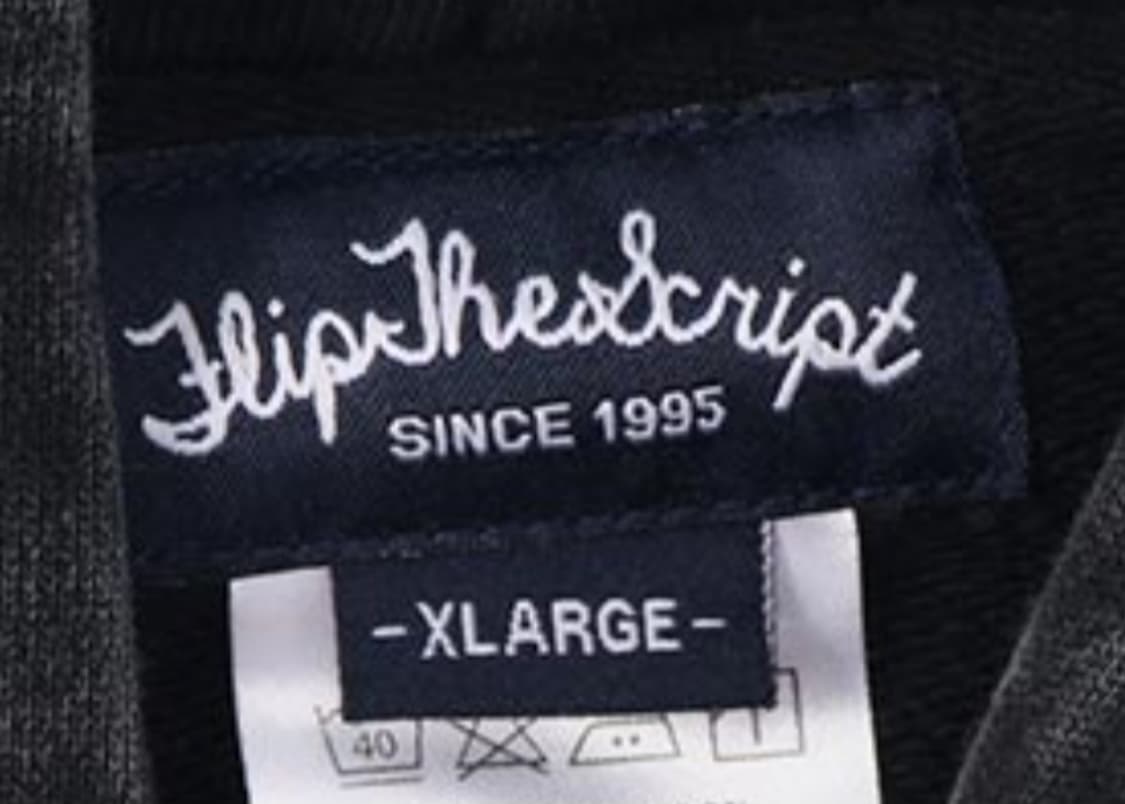 FlipTheScript
SINCE 1995
-XLARGE-
40